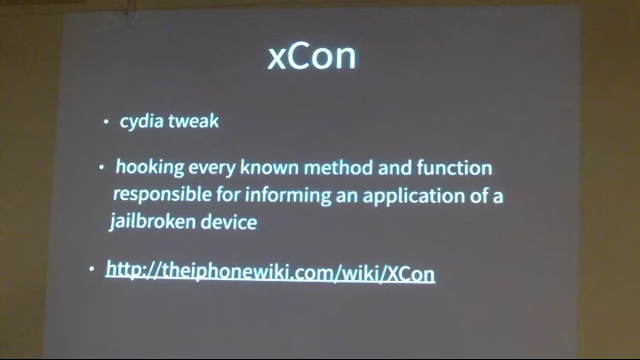 xCon
• cydia tweak
• hooking every known method and function
responsible for informing an application of a
jailbroken device
• http://theiphonewiki.com/wiki/XCon